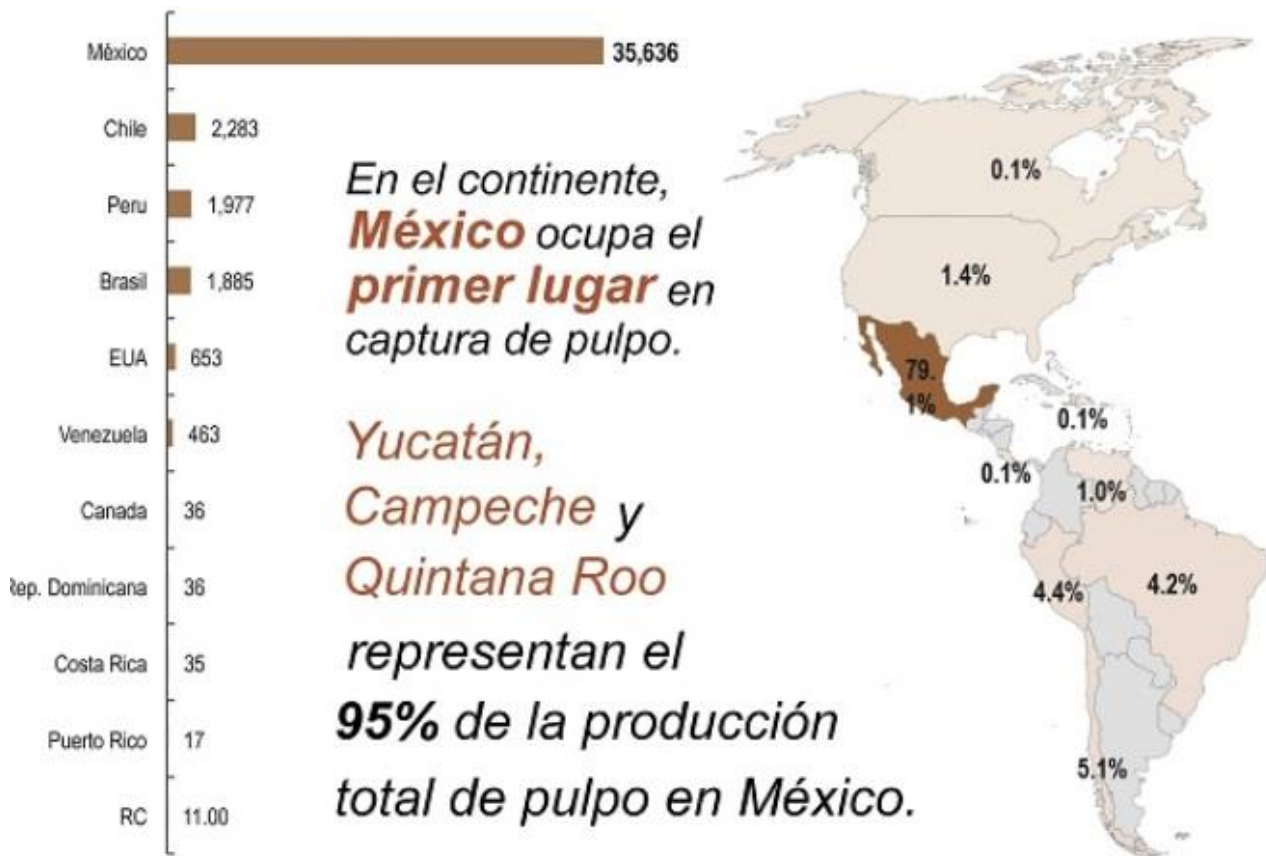 México 35,636
Chile 2,283
Peru 1,977
Brasil 1,885
EUA 653
Venezuela 463
Canada 36
Rep. Dominicana 36
Costa Rica 35
Puerto Rico 17
RC 11.00
En el continente,
México ocupa el
primer lugar en
captura de pulpo.
Yucatán,
Campeche y
Quintana Roo
representan el
95% de la producción
total de pulpo en México.
0.1%
1.4%
79.
1%
0.1%
0.1%
1.0%
4.4%
4.2%
5.1%